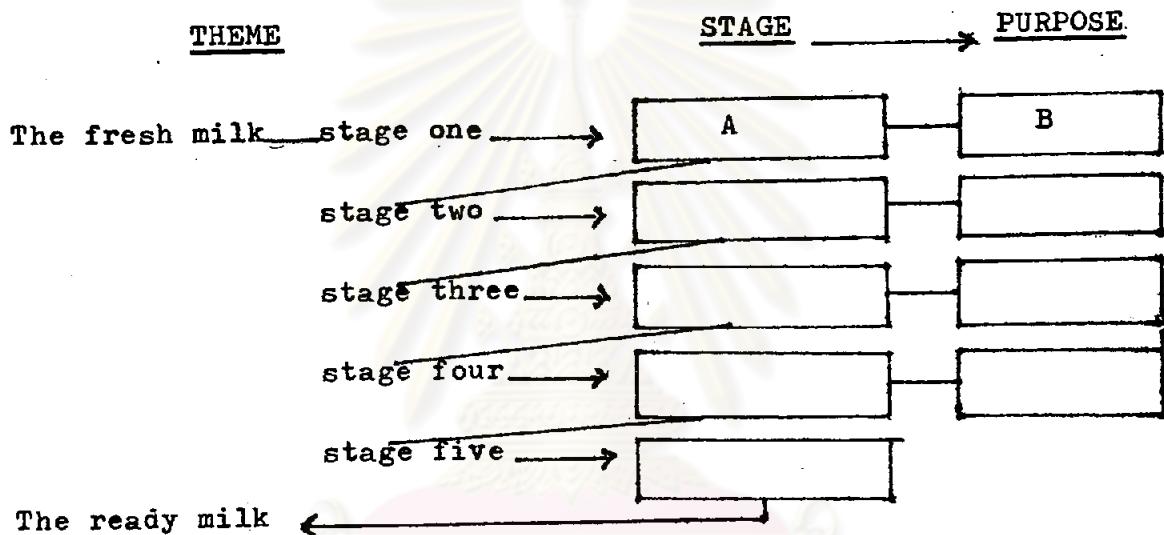 THEME STAGE PURPOSE
The fresh milk stage one A B
stage two
stage three
stage four
stage five
The ready milk